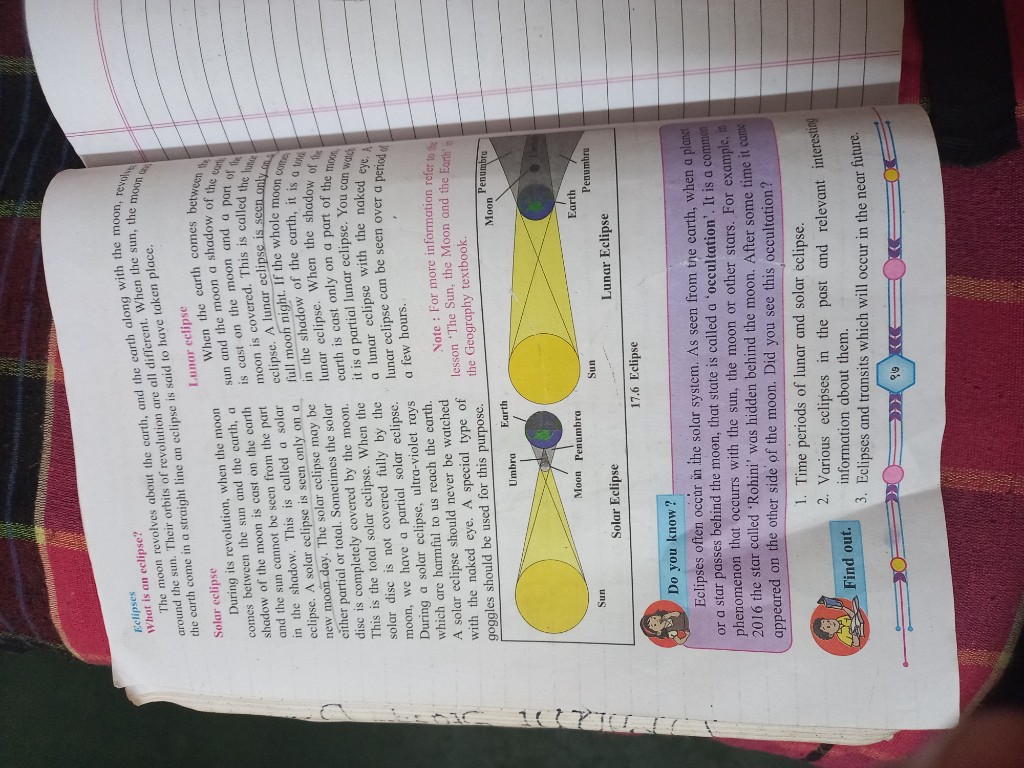 Eclipses
What is an eclipse?
The moon revolves about the earth, and the earth along with the moon, revolves
around the sun. Their orbits of revolution are all different. When the sun, the moon and
the earth come in a straight line an eclipse is said to have taken place.
Solar eclipse
During its revolution, when the moon
comes between the sun and the earth, a
shadow of the moon is cast on the earth
and the sun cannot be seen from the part
in the shadow. This is called a solar
eclipse. A solar eclipse is seen only on a
new moon day. The solar eclipse may be
either partial or total. Sometimes the solar
disc is completely covered by the moon.
This is the total solar eclipse. When the
solar disc is not covered fully by the
moon, we have a partial solar eclipse.
During a solar eclipse, ultra-violet rays
which are harmful to us reach the earth.
A solar eclipse should never be watched
with the naked eye. A special type of
goggles should be used for this purpose.
Lunar eclipse
When the earth comes between the
sun and the moon a shadow of the earth
is cast on the moon and a part of the
moon is covered. This is called the lunar
eclipse. A lunar eclipse is seen only on a
full moon night. If the whole moon comes
in the shadow of the earth, it is a total
lunar eclipse. When the shadow of the
earth is cast only on a part of the moon,
it is a partial lunar eclipse. You can watch
a lunar eclipse with the naked eye. A
lunar eclipse can be seen over a period of
a few hours.
Note : For more information refer to the
lesson 'The Sun, the Moon and the Earth' in
the Geography textbook.
Umbro
Earth
Moon
Penumbra
Sun
Solar Eclipse
Moon
Penumbra
Earth
Penumbra
Sun
Lunar Eclipse
17.6 Eclipse
Do you know?
Eclipses often occur in the solar system. As seen from the earth, when a planet
or a star passes behind the moon, that state is called a 'occultation'. It is a common
phenomenon that occurrs with the sun, the moon or other stars. For example, in
2016 the star called 'Rohini' was hidden behind the moon. After some time it came
appeared on the other side of the moon. Did you see this occultation?
Find out.
1. Time periods of lunar and solar eclipse.
2. Various eclipses in the past and relevant interesting
information about them.
3. Eclipses and transits which will occur in the near future.